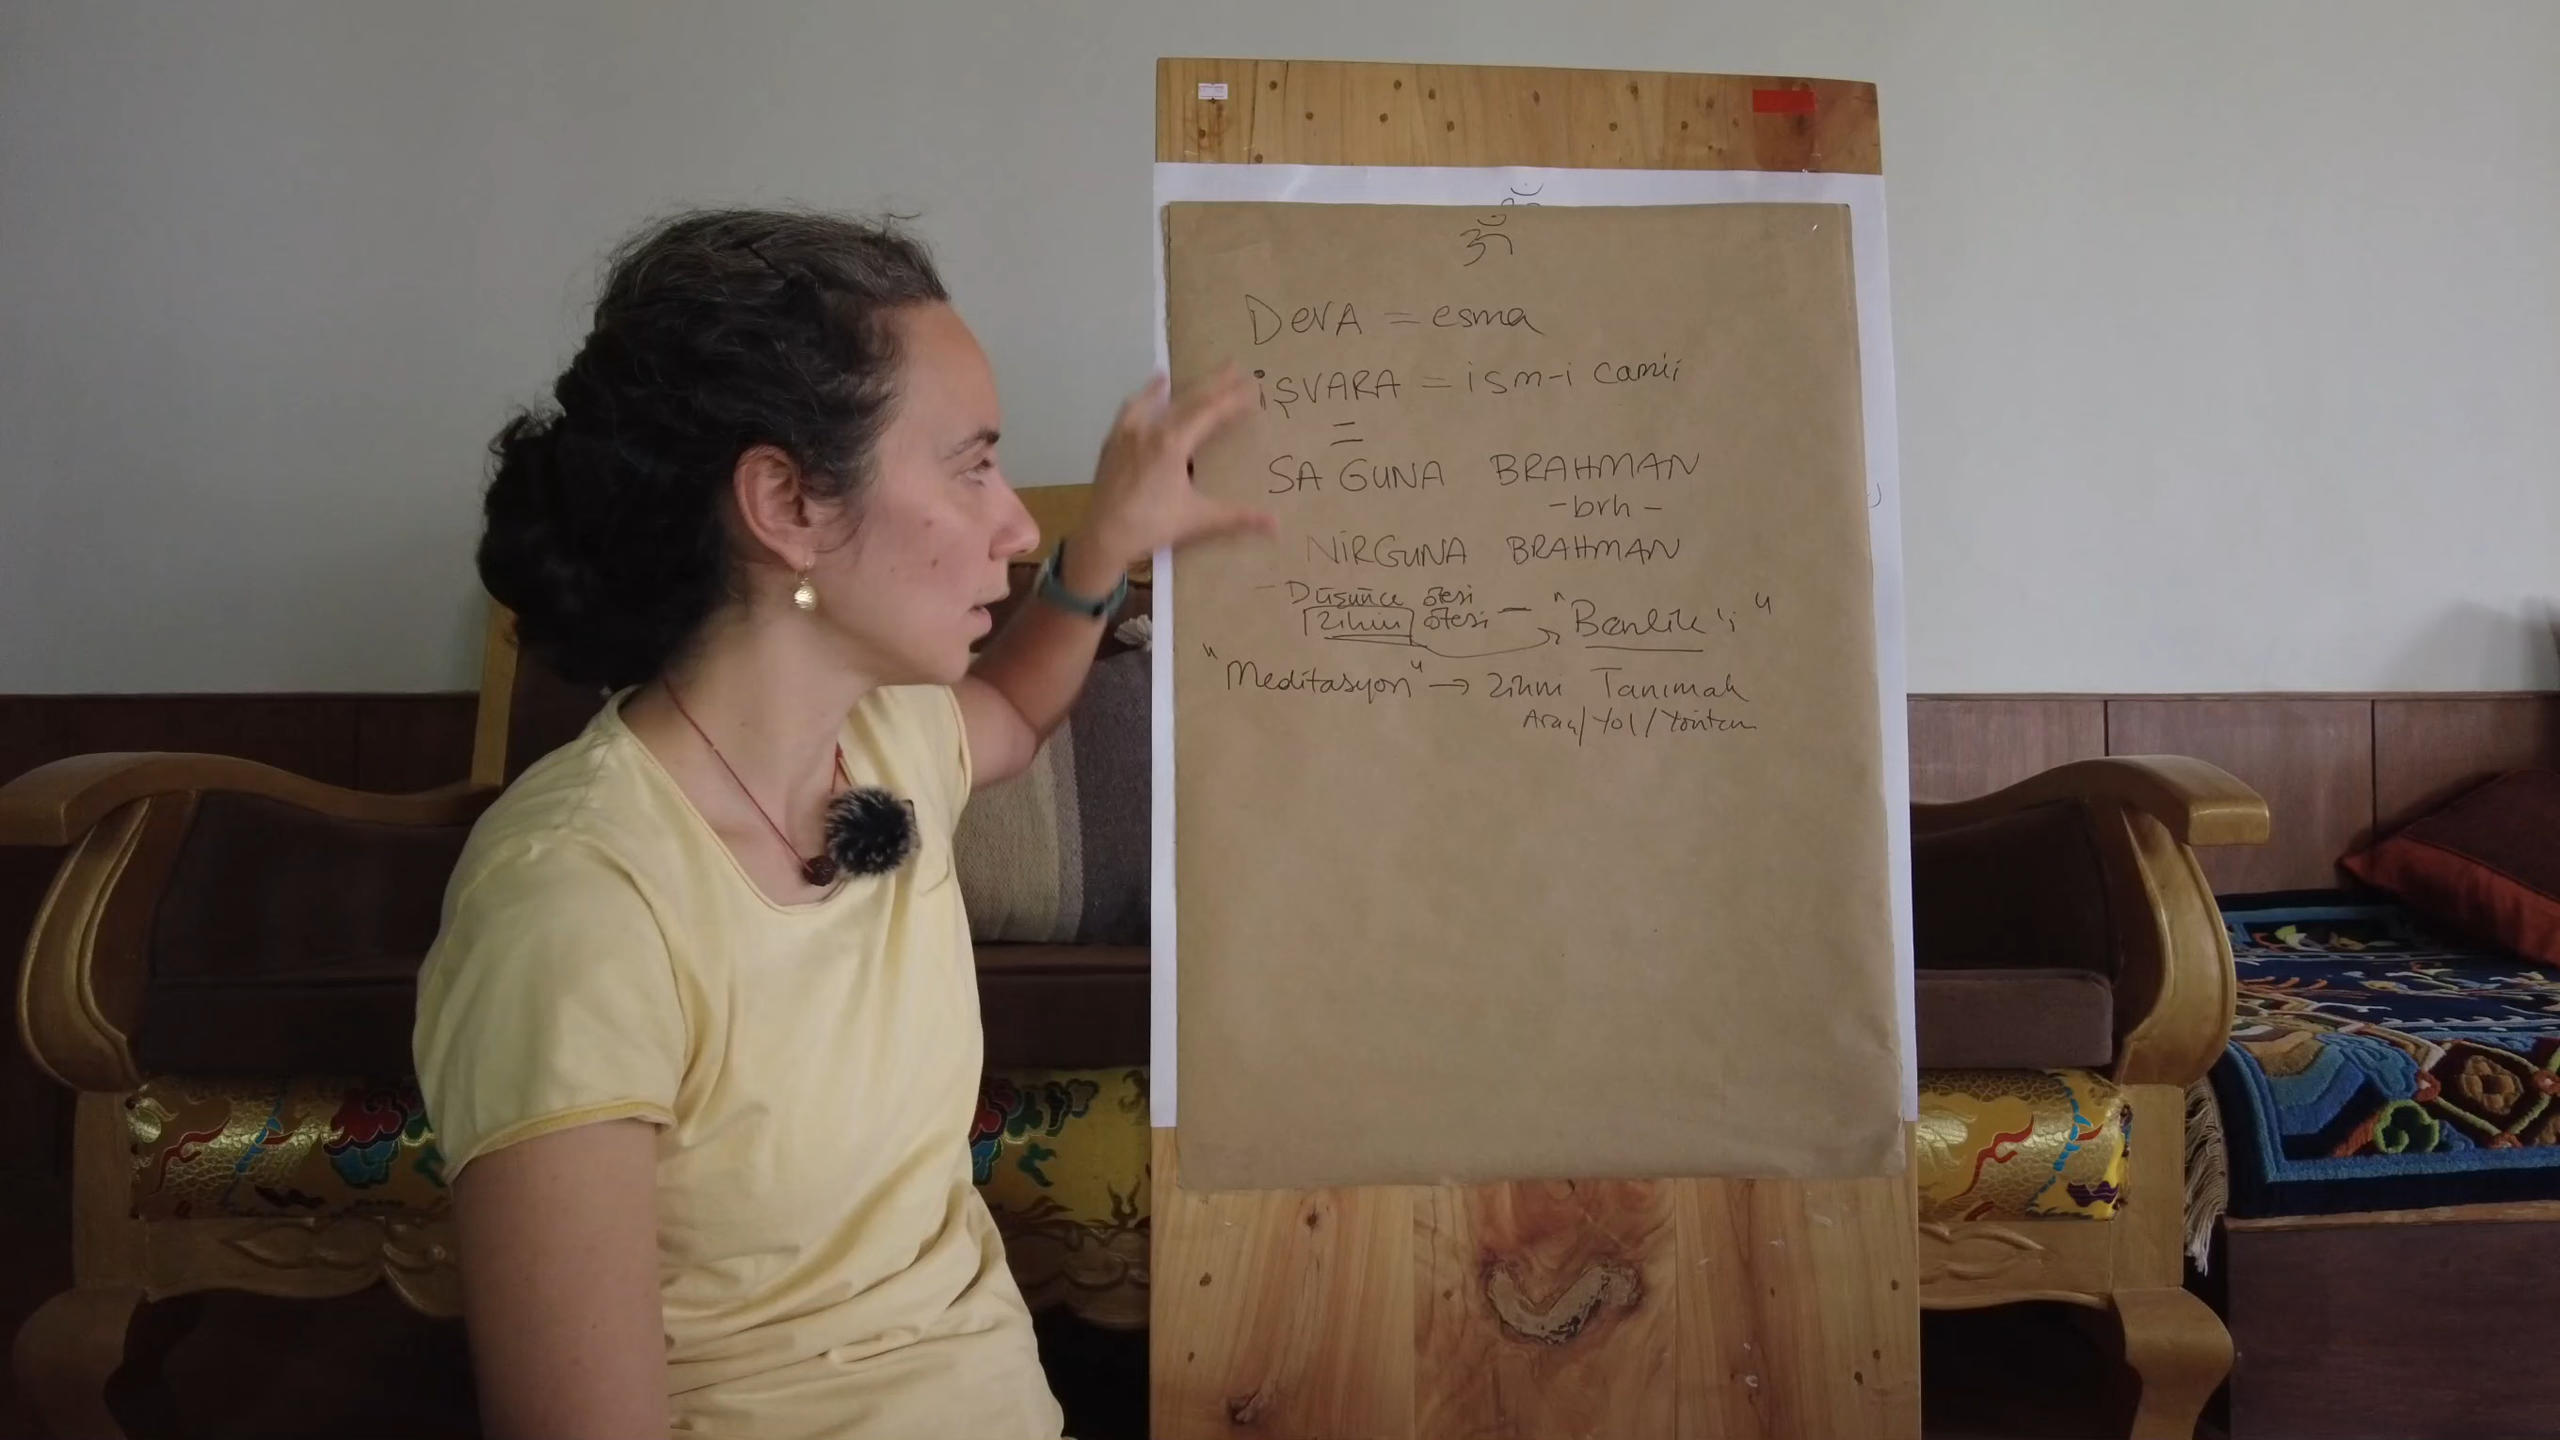 ॐ
DevA = esma
İŞVARA = ism-i camii
=
SA GUNA BRAHMAN
- brh -
NİRGUNA BRAHMAN
- Düşünce ötesi
zihin ötesi — "Benlik'i"
"Meditasyon" → zihni Tanımak
Araç/Yol/Yöntem